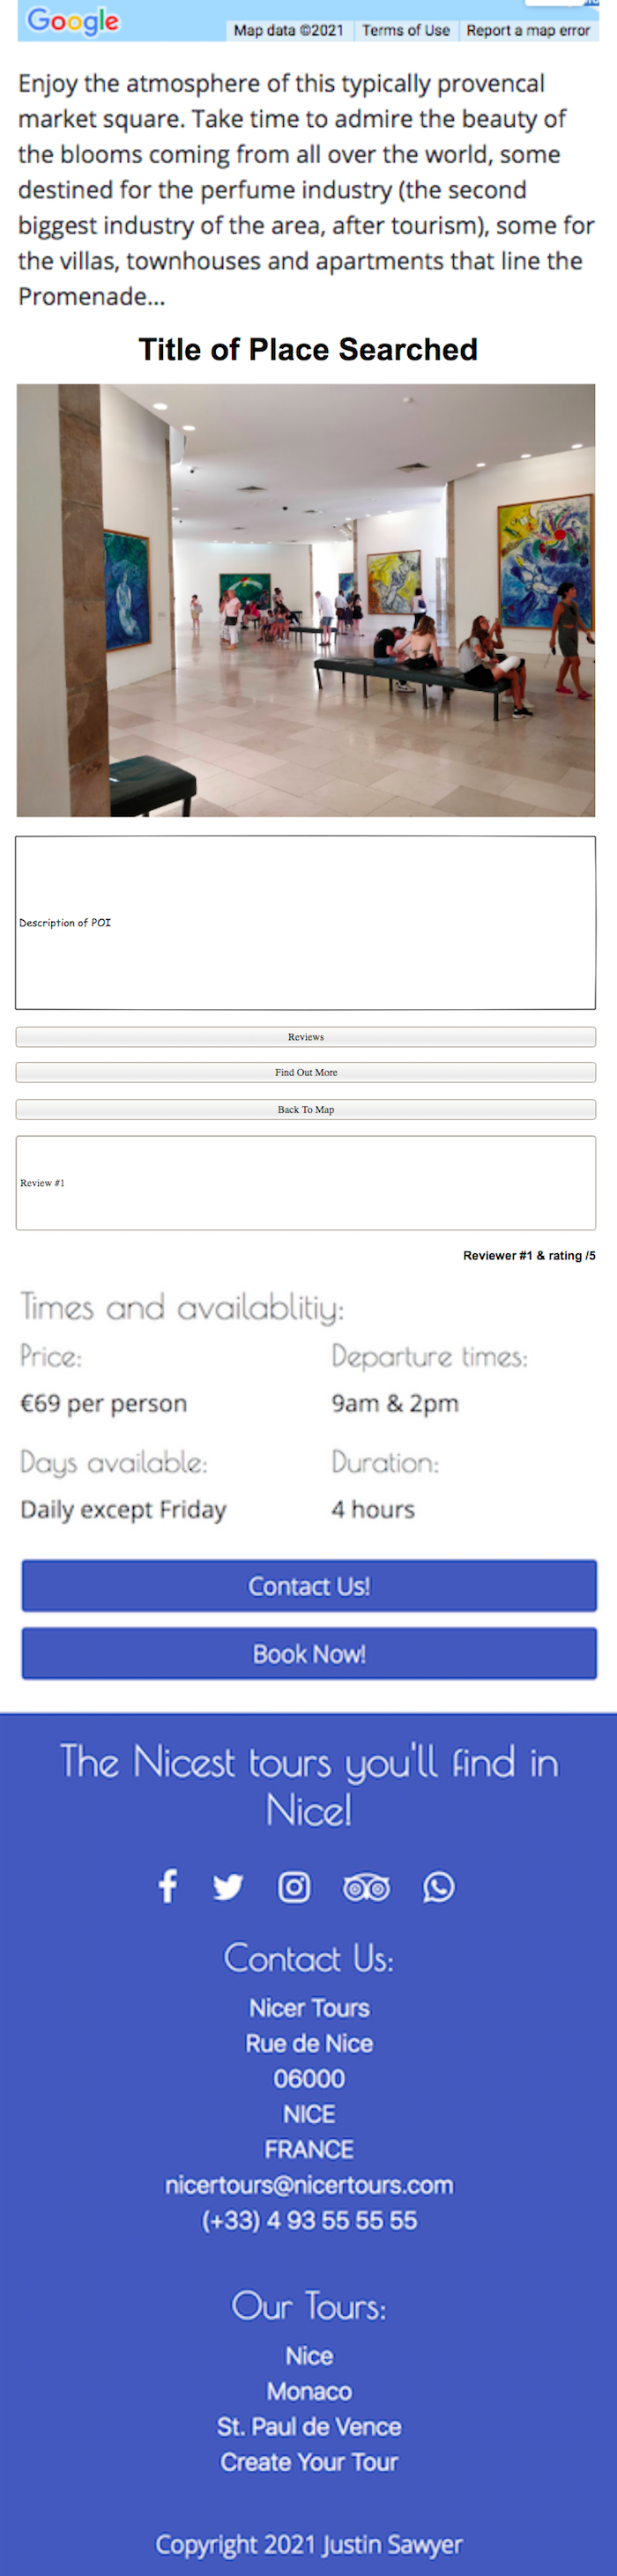 Google
Map data ©2021 Terms of Use Report a map error
Enjoy the atmosphere of this typically provencal
market square. Take time to admire the beauty of
the blooms coming from all over the world, some
destined for the perfume industry (the second
biggest industry of the area, after tourism), some for
the villas, townhouses and apartments that line the
Promenade...
Title of Place Searched
Description of POI
Reviews
Find Out More
Back To Map
Review #1
Reviewer #1 & rating /5
Times and availablitiy:
Price:
€69 per person
Departure times:
9am & 2pm
Days available:
Daily except Friday
Duration:
4 hours
Contact Us!
Book Now!
The Nicest tours you'll find in
Nice!
Contact Us:
Nicer Tours
Rue de Nice
06000
NICE
FRANCE
nicertours@nicertours.com
(+33) 4 93 55 55 55
Our Tours:
Nice
Monaco
St. Paul de Vence
Create Your Tour
Copyright 2021 Justin Sawyer